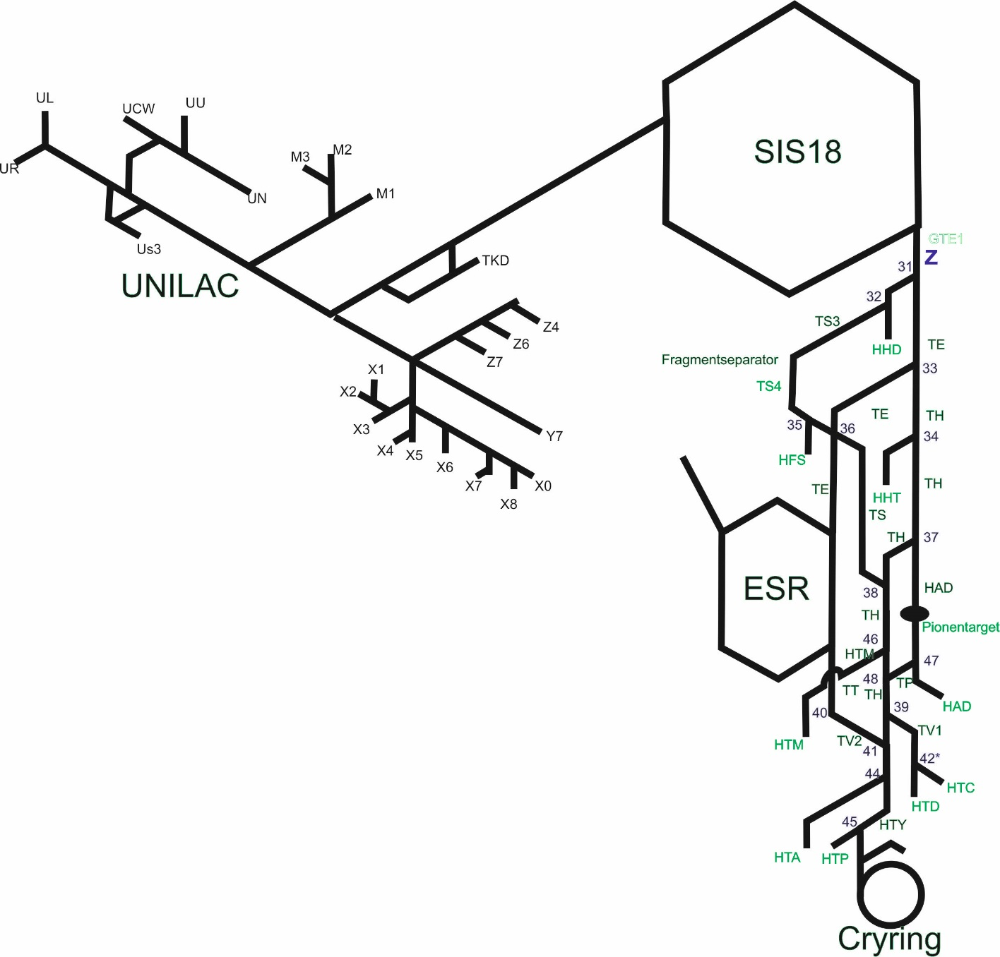 UL
UCW
UU
UR
UN
Us3
UNILAC
M3
M2
M1
TKD
SIS18
GTE1
Z
31
32
TS3
HHD
TE
Fragmentseparator
33
TS4
TE
TH
35
36
34
HFS
TE
HHT
TH
TS
TH
37
ESR
38
HAD
TH
Pionentarget
46
HTM
47
48
TP
TT
TH
HAD
40
39
HTM
TV2
TV1
41
42*
44
HTC
HTD
45
HTY
HTA
HTP
Cryring
Z4
Z6
Z7
X1
X2
X3
X4
X5
X6
Y7
X7
X0
X8